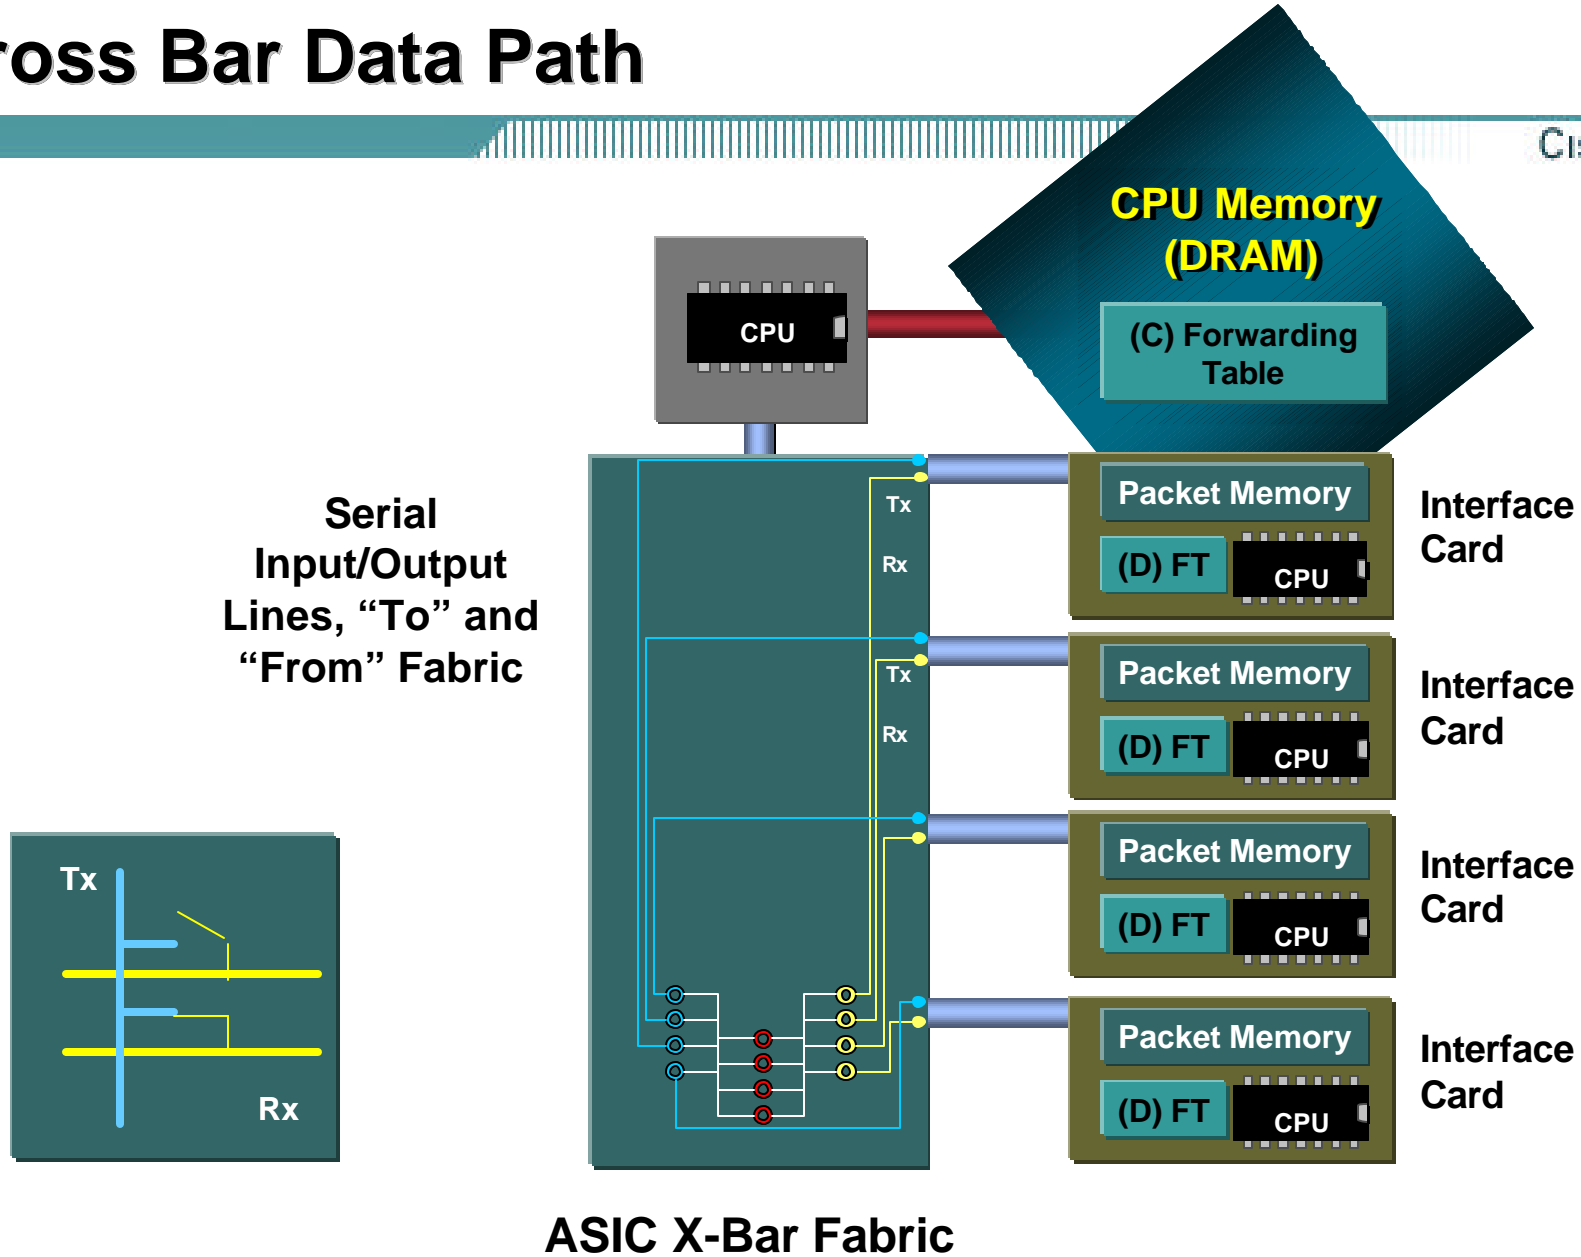 ross Bar Data Path
Cis
CPU Memory
(DRAM)
(C) Forwarding
Table
CPU
Serial
Input/Output
Lines, “To” and
“From” Fabric
Tx
Rx
Tx
Rx
Packet Memory
(D) FT
CPU
Interface
Card
Packet Memory
(D) FT
CPU
Interface
Card
Packet Memory
(D) FT
CPU
Interface
Card
Packet Memory
(D) FT
CPU
Interface
Card
Tx
Rx
ASIC X-Bar Fabric